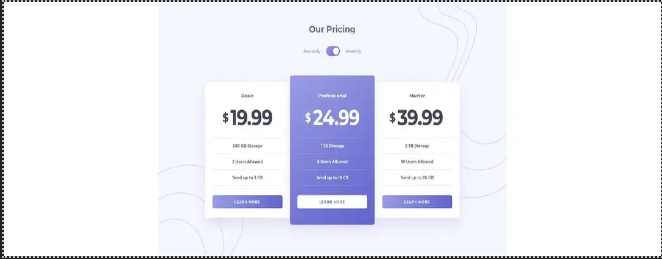 Our Pricing
Annually Monthly
Basic
$19.99
500 GB Storage
2 Users Allowed
Send up to 3 GB
LEARN MORE
Professional
$24.99
1 TB Storage
5 Users Allowed
Send up to 10 GB
LEARN MORE
Master
$39.99
2 TB Storage
10 Users Allowed
Send up to 20 GB
LEARN MORE